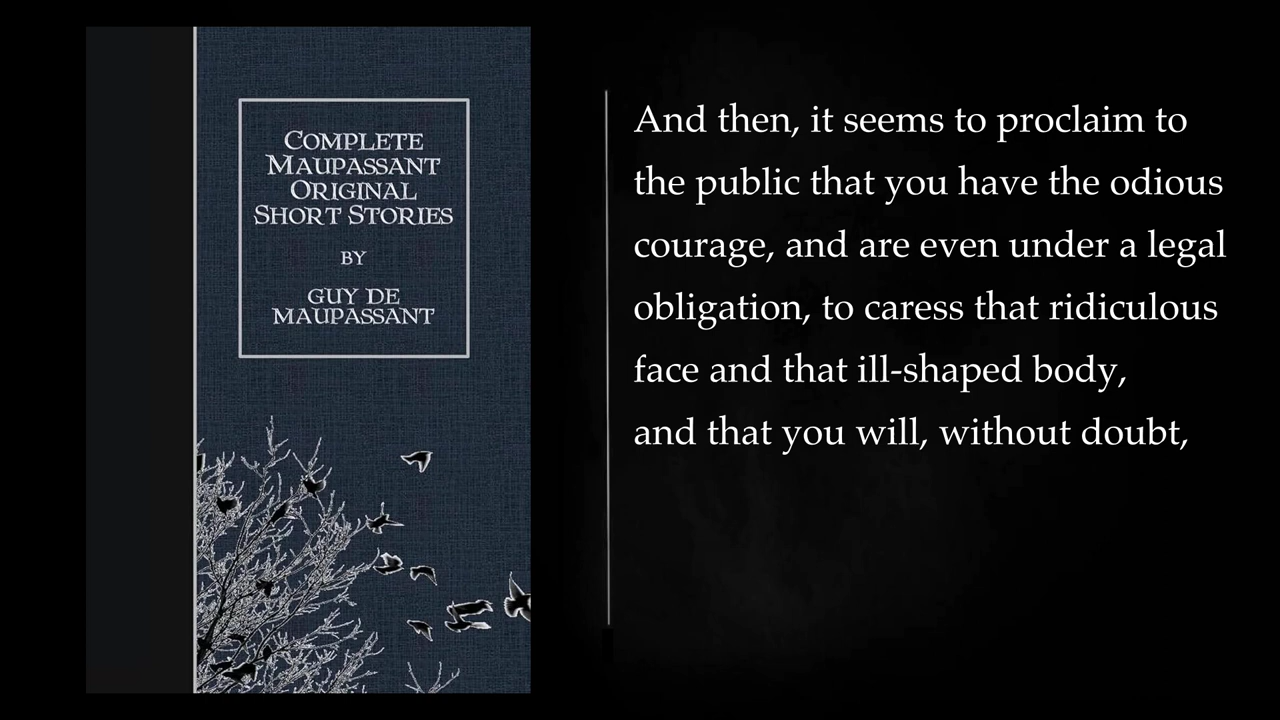 COMPLETE
MAUPASSANT
ORIGINAL
SHORT STORIES
BY
GUY DE
MAUPASSANT
And then, it seems to proclaim to
the public that you have the odious
courage, and are even under a legal
obligation, to caress that ridiculous
face and that ill-shaped body,
and that you will, without doubt,